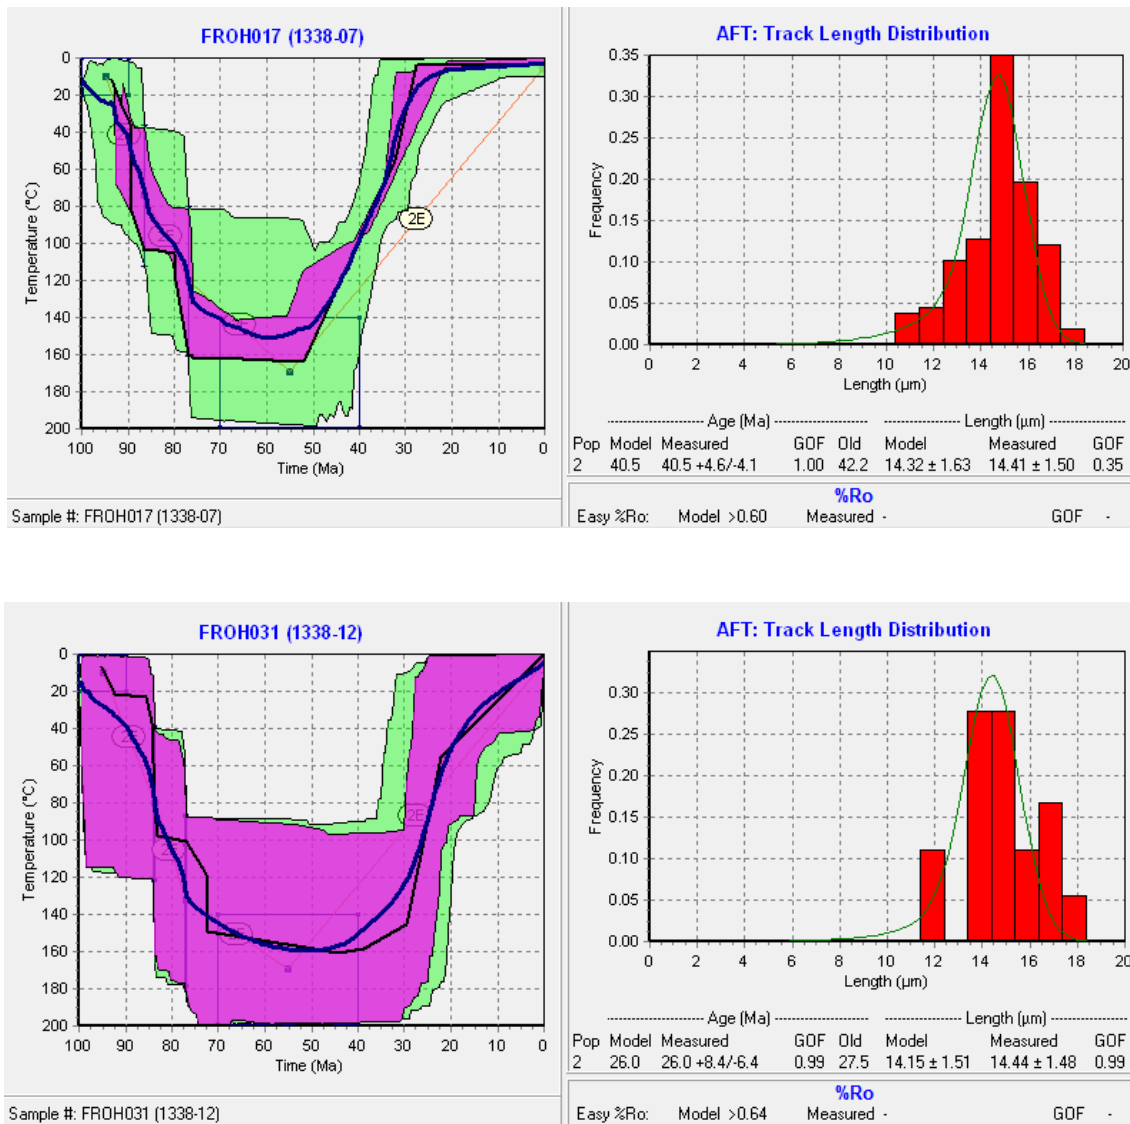 FROH017 (1338-07)
0
20
40
60
80
100
120
140
160
180
200
Temperature (°C)
2E
100 90 80 70 60 50 40 30 20 10 0
Time (Ma)
Sample #: FROH017 (1338-07)
AFT: Track Length Distribution
0.35
0.30
0.25
0.20
0.15
0.10
0.05
0.00
Frequency
0 2 4 6 8 10 12 14 16 18 20
Length (µm)
Age (Ma) Length (µm)
Pop Model Measured GOF Old Model Measured GOF
2 40.5 40.5 +4.6/-4.1 1.00 42.2 14.32 ± 1.63 14.41 ± 1.50 0.35
%Ro
Easy %Ro: Model >0.60 Measured - GOF -
FROH031 (1338-12)
0
20
40
60
80
100
120
140
160
180
200
Temperature (°C)
2E
100 90 80 70 60 50 40 30 20 10 0
Time (Ma)
Sample #: FROH031 (1338-12)
AFT: Track Length Distribution
0.30
0.25
0.20
0.15
0.10
0.05
0.00
Frequency
0 2 4 6 8 10 12 14 16 18 20
Length (µm)
Age (Ma) Length (µm)
Pop Model Measured GOF Old Model Measured GOF
2 26.0 26.0 +8.4/-6.4 0.99 27.5 14.15 ± 1.51 14.44 ± 1.48 0.99
%Ro
Easy %Ro: Model >0.64 Measured - GOF -